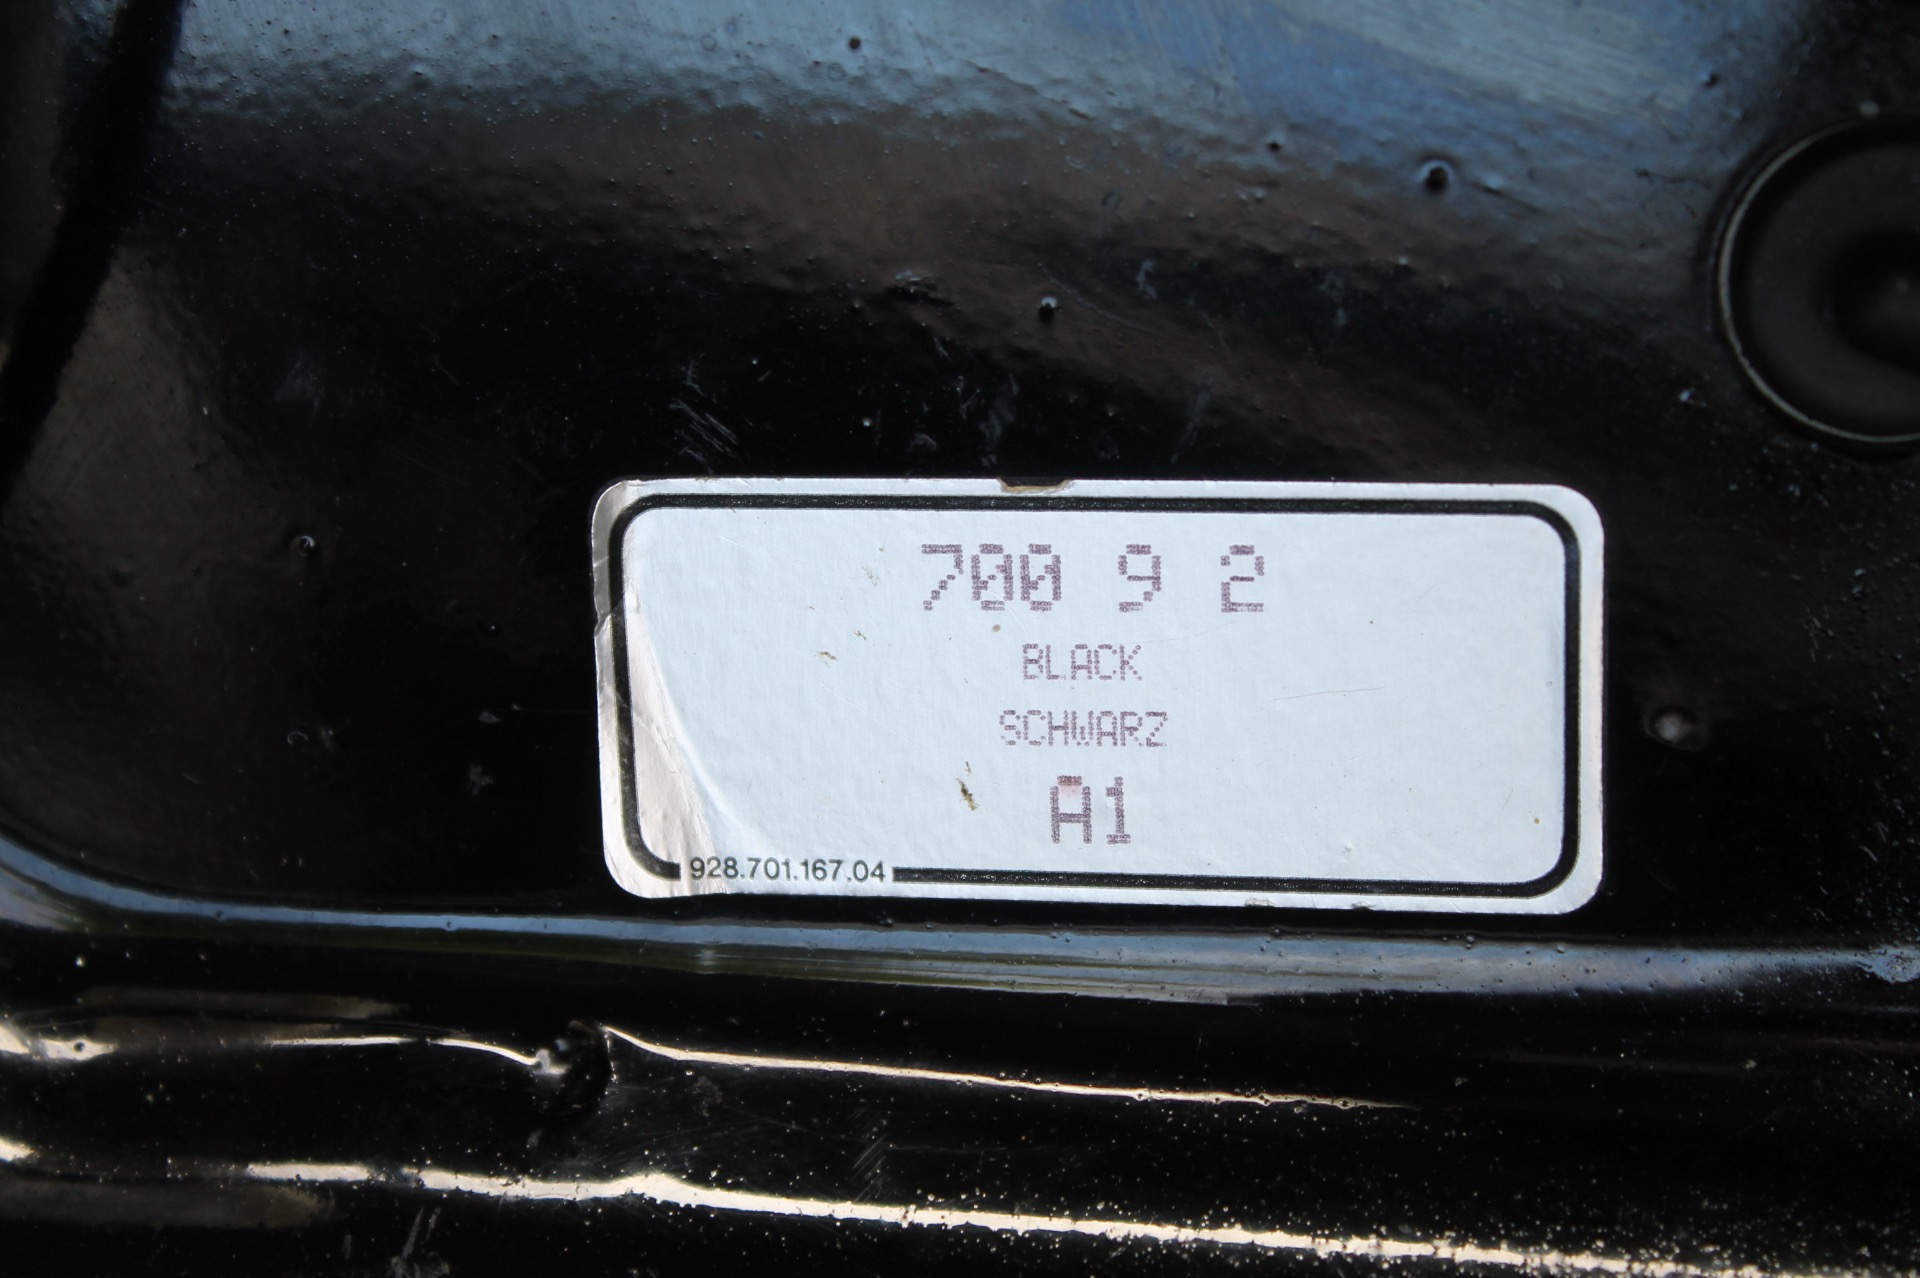 700 9 2
BLACK
SCHWARZ
A1
928.701.167.04